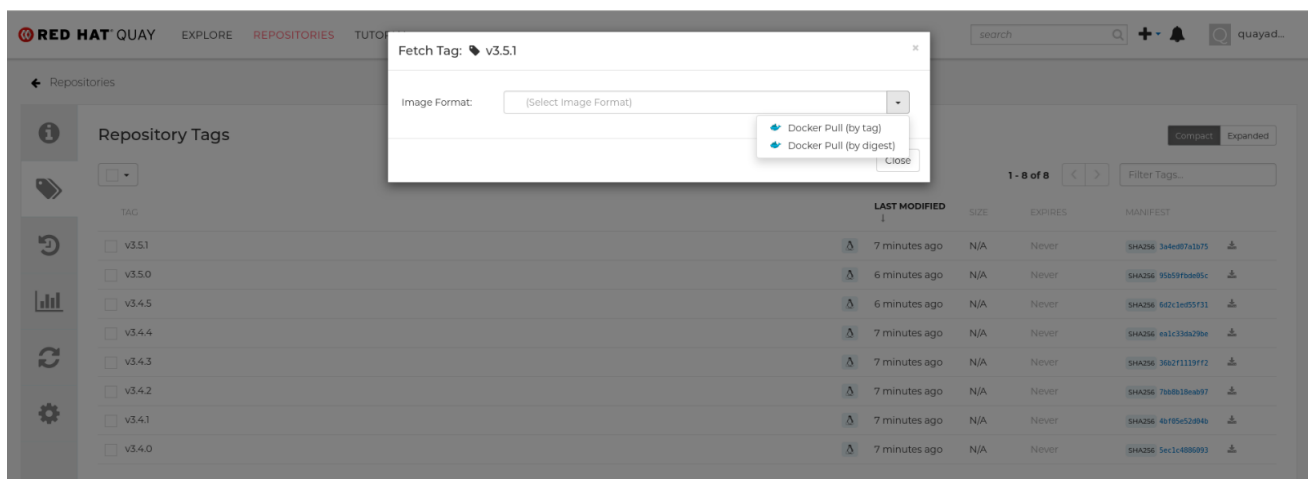 RED HAT QUAY EXPLORE REPOSITORIES TUTOR search quayad...
Fetch Tag: v3.5.1 ×
Repositories
Image Format: (Select Image Format)
Docker Pull (by tag)
Docker Pull (by digest)
Close
Repository Tags Compact Expanded
1 - 8 of 8 < > Filter Tags...
TAG LAST MODIFIED ↓ SIZE EXPIRES MANIFEST
v3.5.1 7 minutes ago N/A Never SHA256 3a4ed07a1b75
v3.5.0 6 minutes ago N/A Never SHA256 95b59fbde05c
v3.4.5 6 minutes ago N/A Never SHA256 6d2c1ed55f31
v3.4.4 7 minutes ago N/A Never SHA256 ea1c33da29be
v3.4.3 7 minutes ago N/A Never SHA256 36b2f1119ff2
v3.4.2 7 minutes ago N/A Never SHA256 7bb8b18eab97
v3.4.1 7 minutes ago N/A Never SHA256 4bf05e52d04b
v3.4.0 7 minutes ago N/A Never SHA256 5ec1c4086093